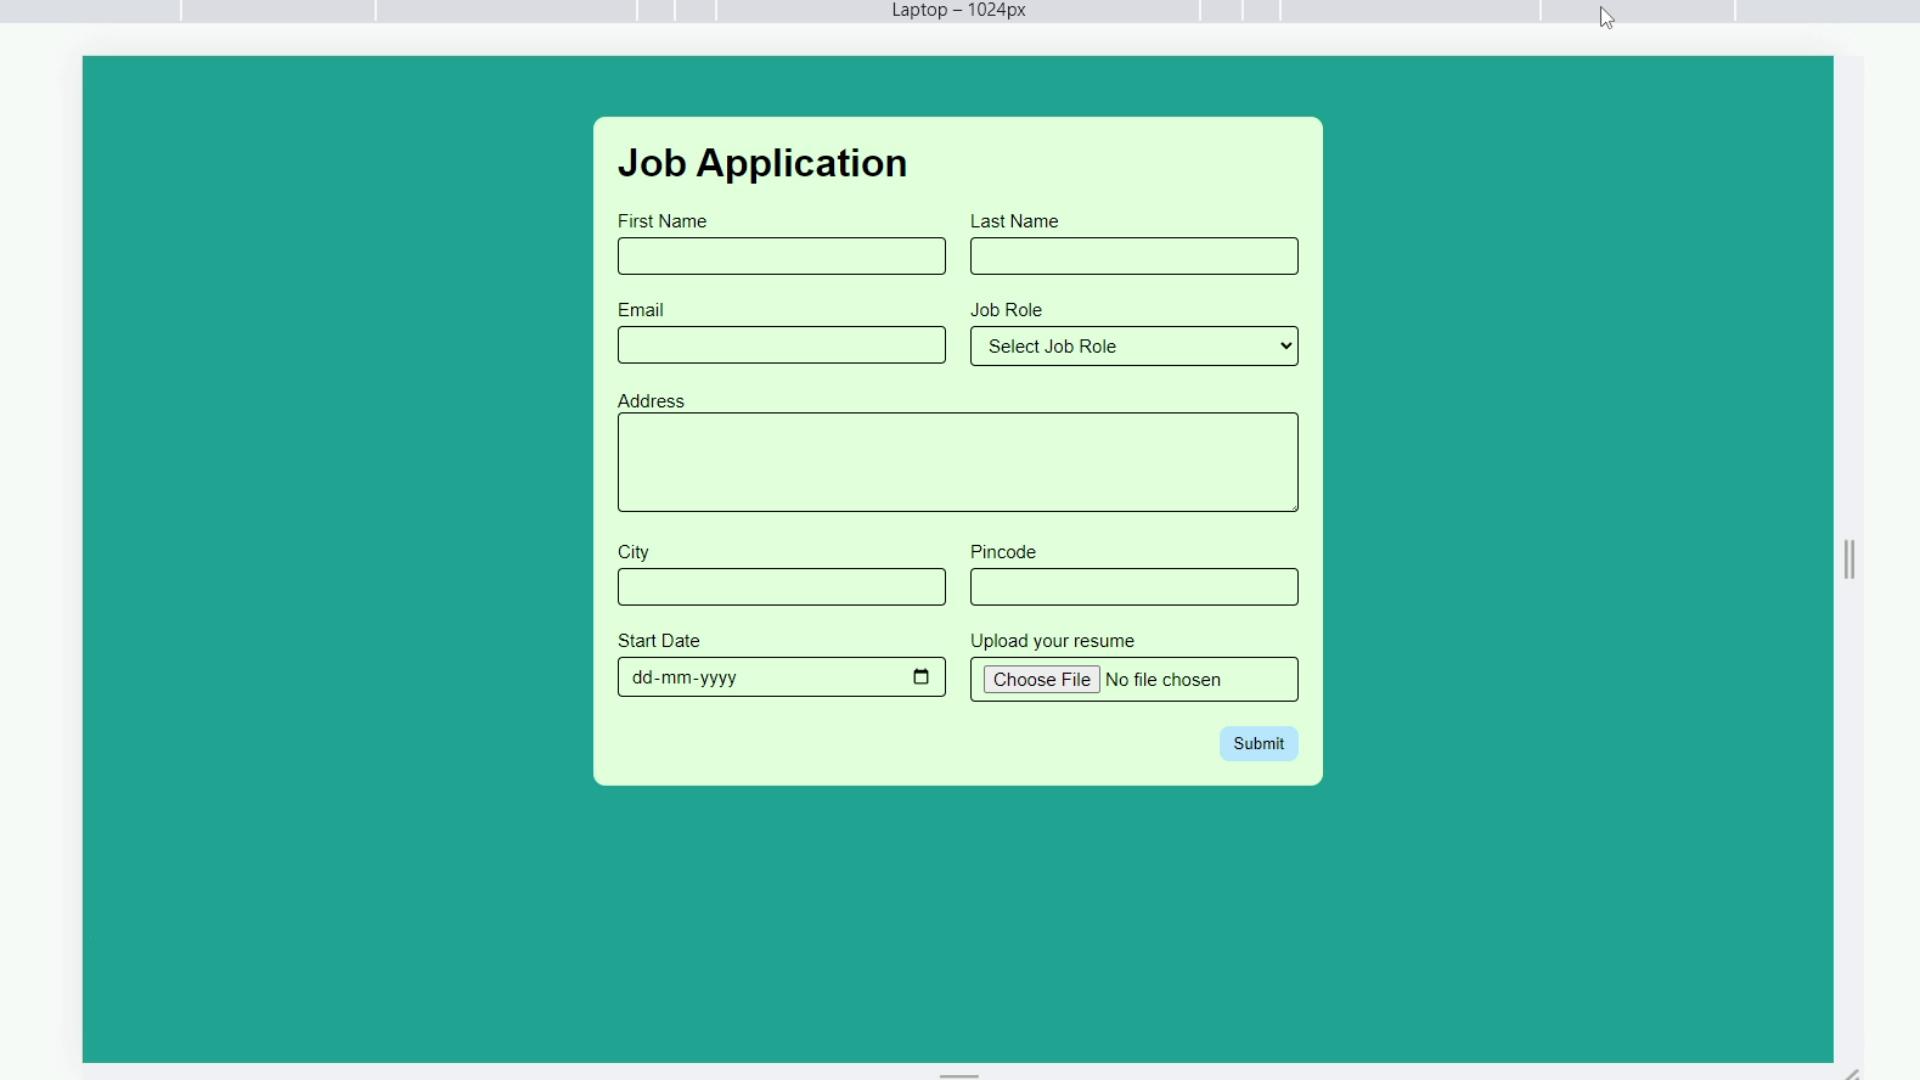 Laptop – 1024px
Job Application
First Name
Last Name
Email
Job Role
Select Job Role
Address
City
Pincode
Start Date
Upload your resume
dd-mm-yyyy
Choose File No file chosen
Submit